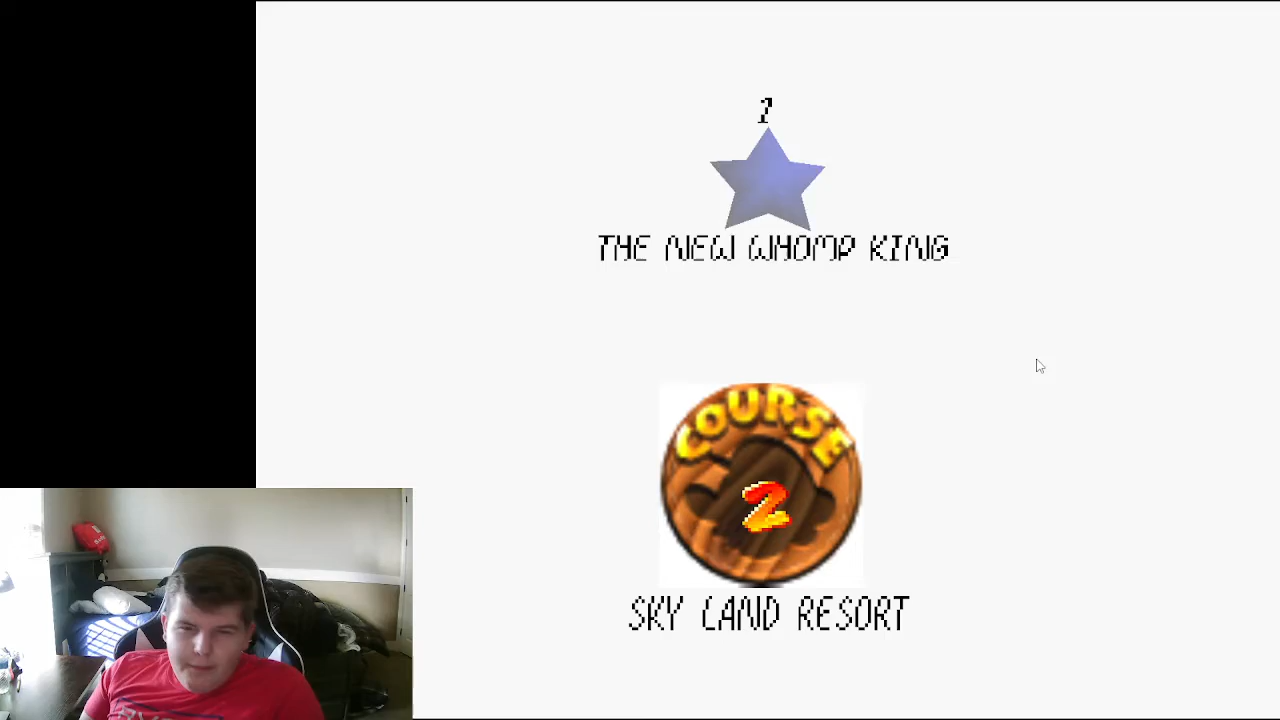 1
THE NEW WHOMP KING
COURSE
2
SKY LAND RESORT